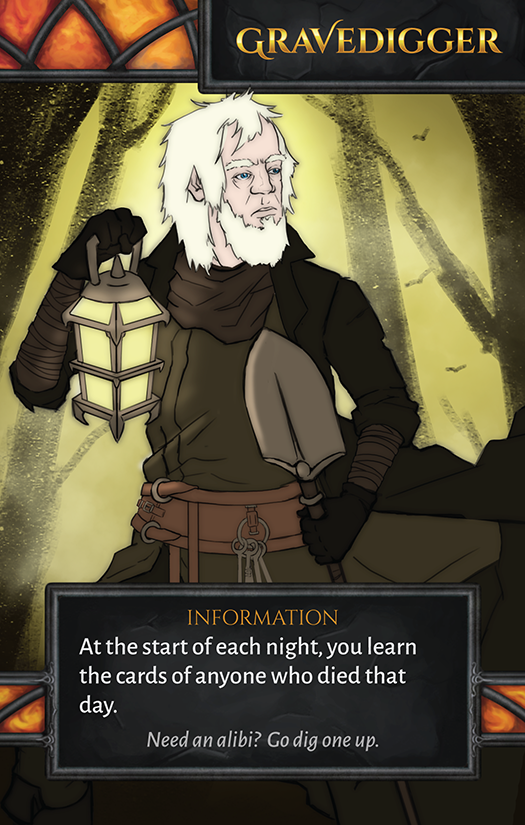 GRAVEDIGGER
INFORMATION
At the start of each night, you learn
the cards of anyone who died that
day.
Need an alibi? Go dig one up.